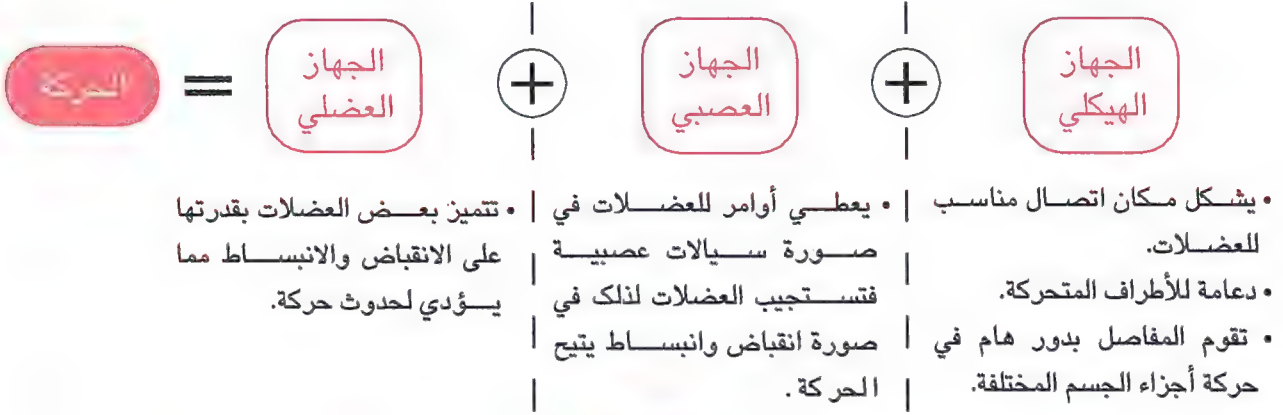 الجهاز
الهيكلي
+
الجهاز
العصبي
+
الجهاز
العضلي
=
الحركة
• يشكل مكان اتصال مناسب
للعضلات.
• دعامة للأطراف المتحركة.
• تقوم المفاصل بدور هام في
حركة أجزاء الجسم المختلفة.
• يعطي أوامر للعضلات في
صورة سيالات عصبية
فتستجيب العضلات لذلك في
صورة انقباض وانبساط يتيح
الحركة.
• تتميز بعض العضلات بقدرتها
على الانقباض والانبساط مما
يؤدي لحدوث حركة.